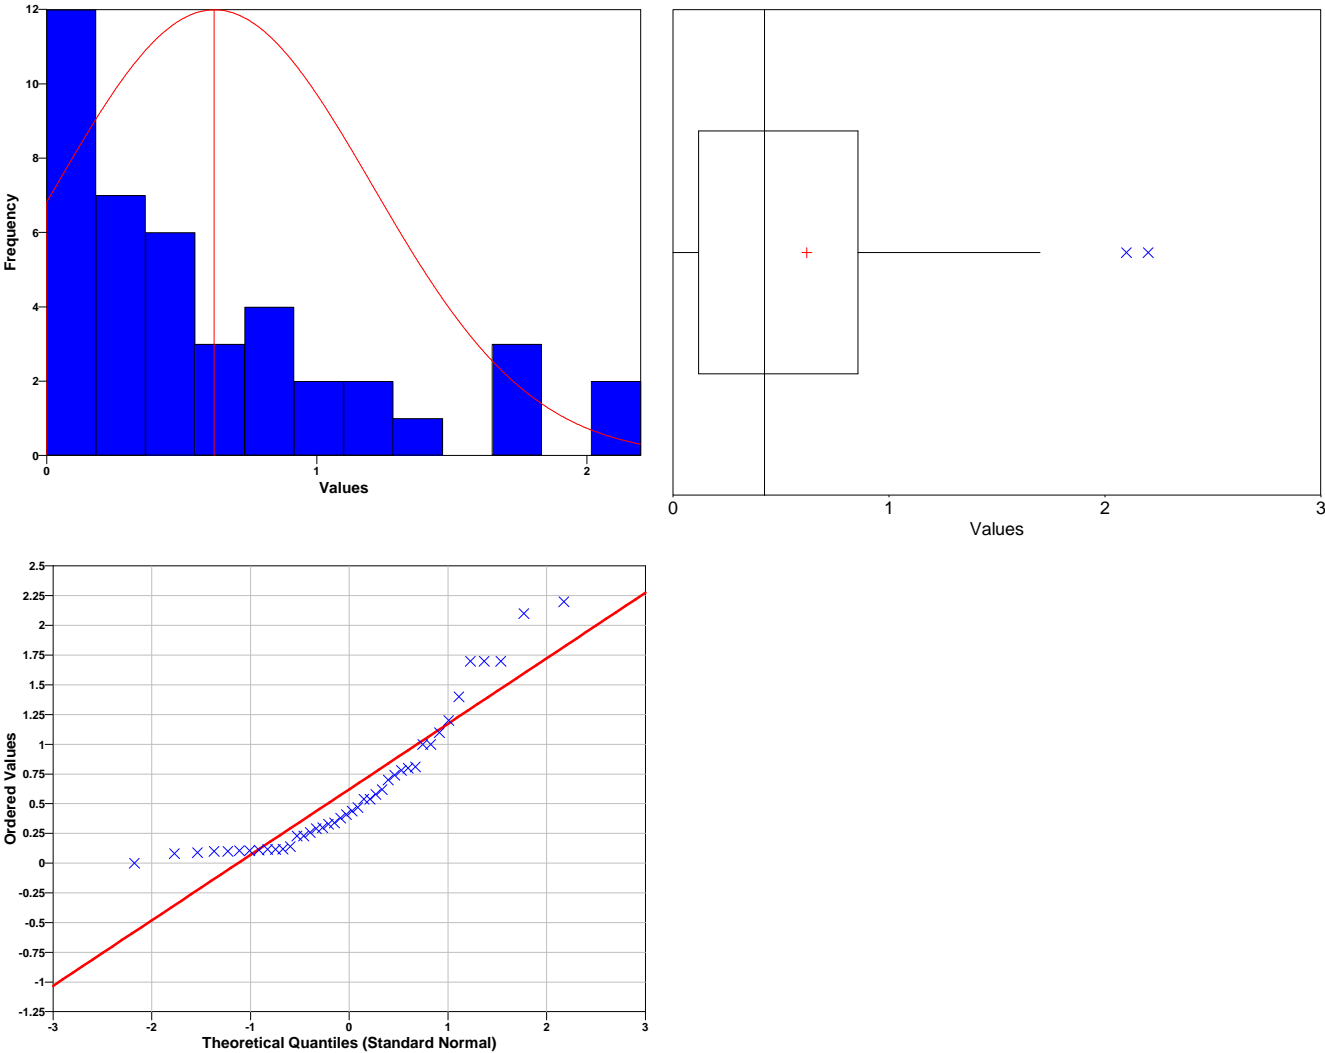 12
10
8
6
4
2
0
Frequency
0 1 2
Values
0 1 2 3
Values
2.5
2.25
2
1.75
1.5
1.25
1
0.75
0.5
0.25
0
-0.25
-0.5
-0.75
-1
-1.25
Ordered Values
-3 -2 -1 0 1 2 3
Theoretical Quantiles (Standard Normal)